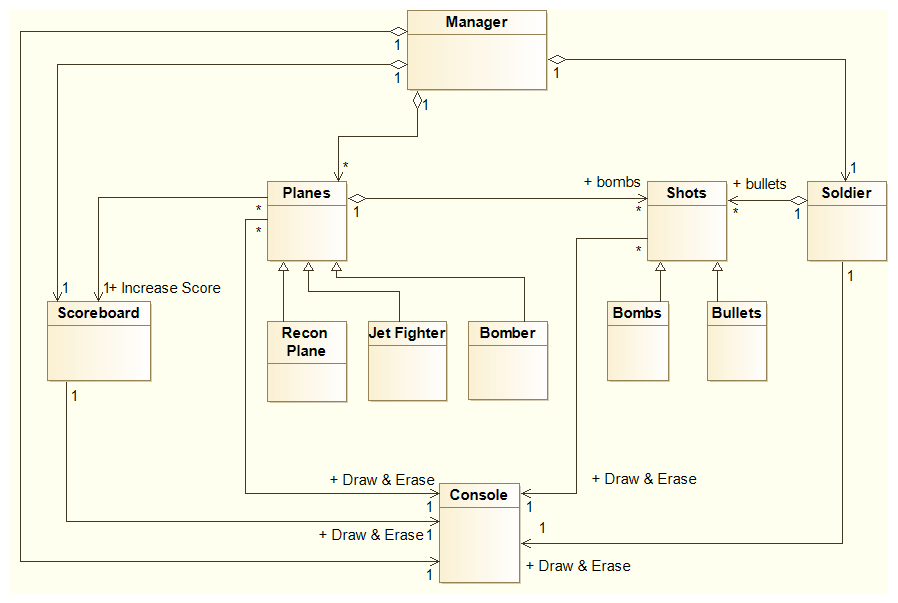 Manager
1
1
1
1
*
1
+ bombs
+ bullets
Planes
Shots
Soldier
*
*
1
*
*
1
*
1
1
1+ Increase Score
Scoreboard
Recon
Plane
Jet Fighter
Bomber
Bombs
Bullets
1
+ Draw & Erase
+ Draw & Erase
Console
1
1
1
+ Draw & Erase 1
+ Draw & Erase
1